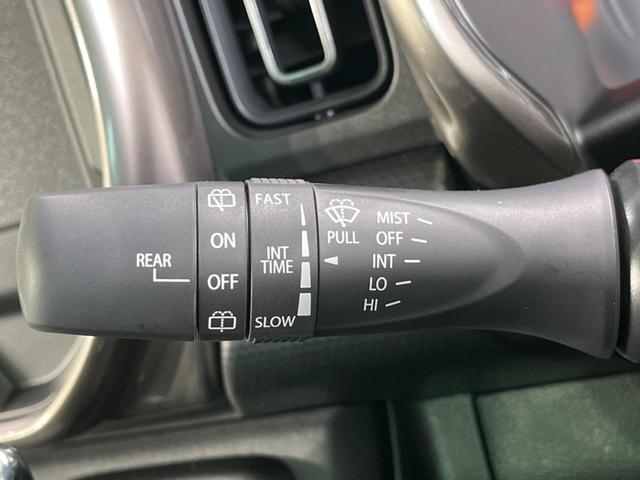 REAR
ON
OFF
FAST
INT
TIME
SLOW
PULL
MIST
OFF
INT
LO
HI